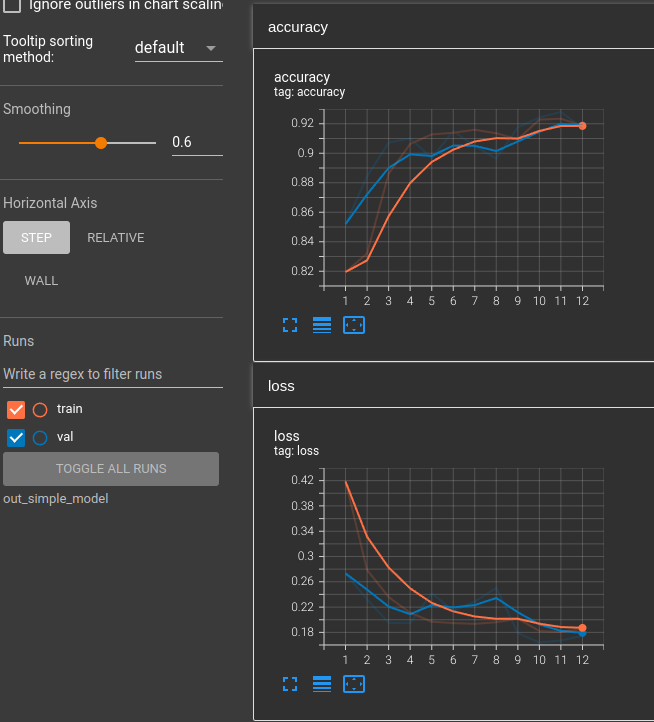 Ignore outliers in chart scalin
Tooltip sorting
method:
default
Smoothing
0.6
Horizontal Axis
STEP
RELATIVE
WALL
Runs
Write a regex to filter runs
train
val
TOGGLE ALL RUNS
out_simple_model
accuracy
accuracy
tag: accuracy
0.92
0.9
0.88
0.86
0.84
0.82
1 2 3 4 5 6 7 8 9 10 11 12
loss
loss
tag: loss
0.42
0.38
0.34
0.3
0.26
0.22
0.18
1 2 3 4 5 6 7 8 9 10 11 12